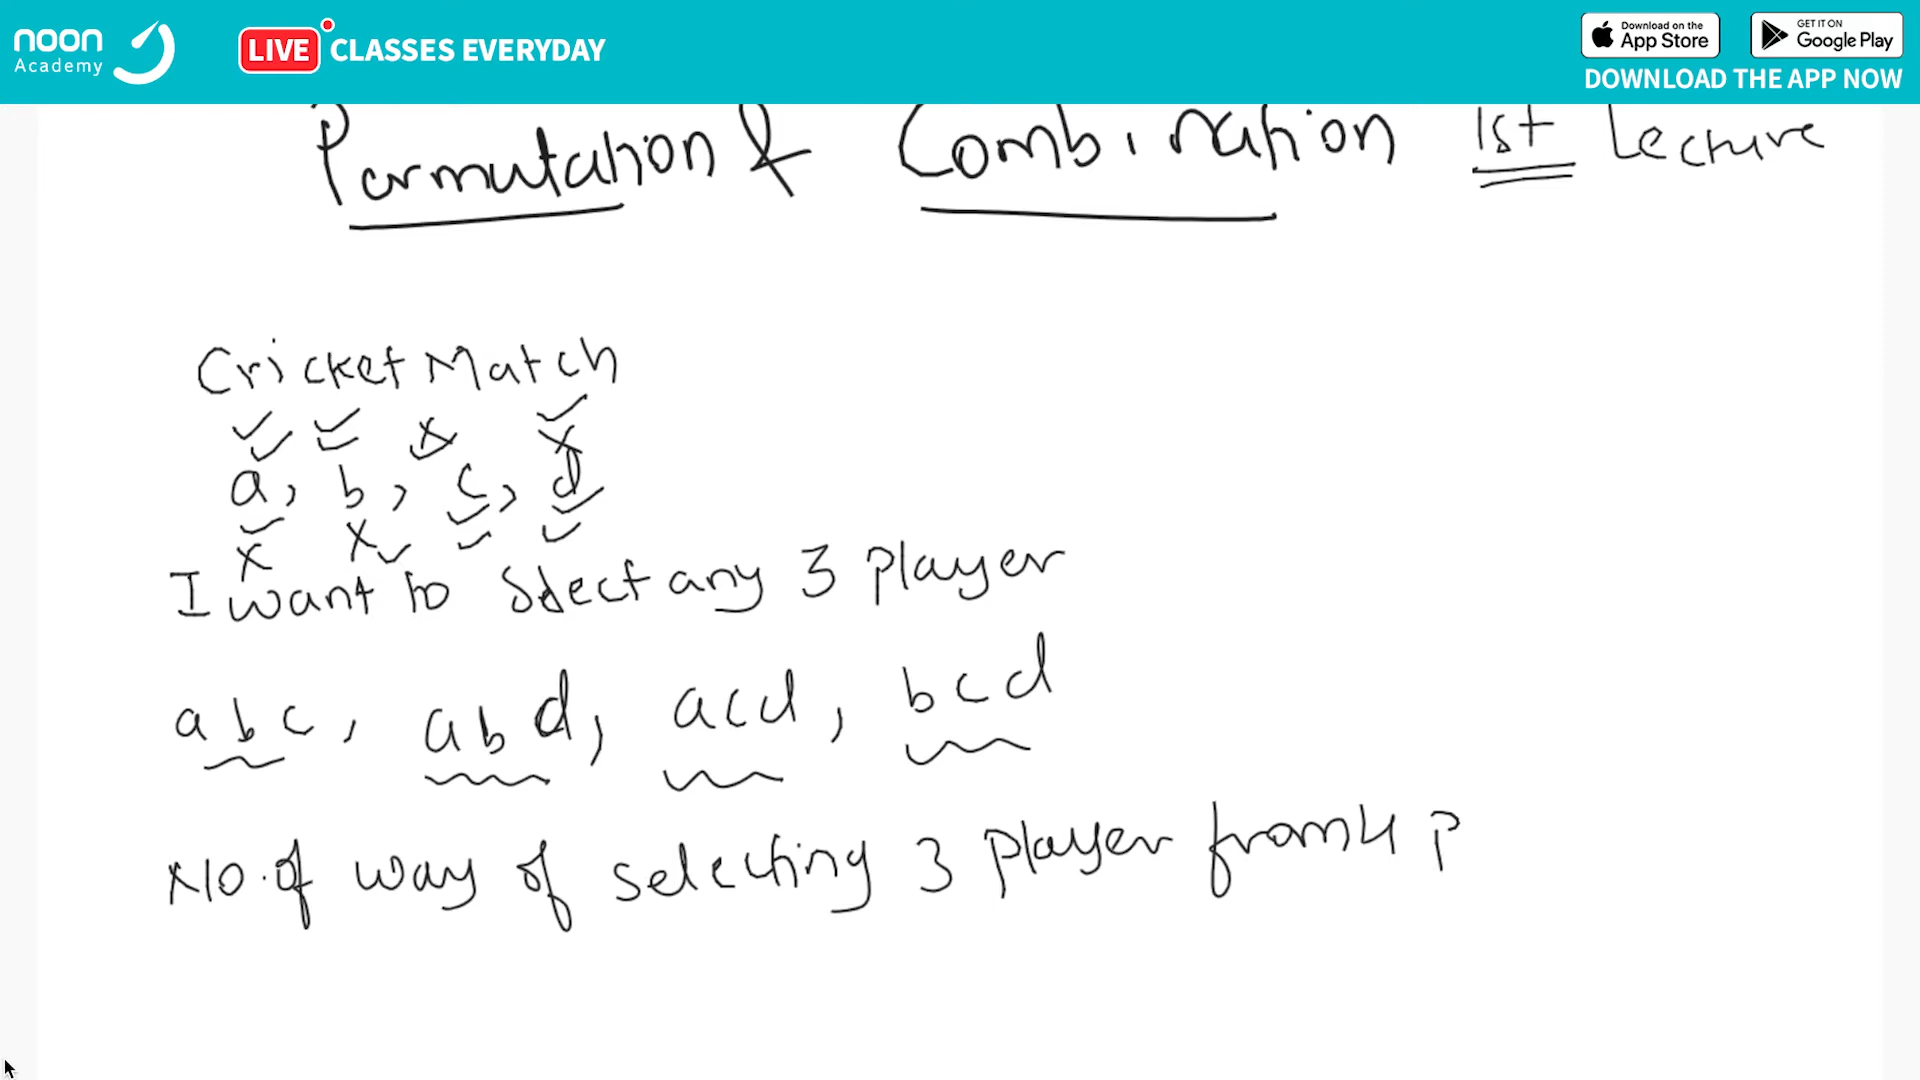 noon
Academy
LIVE CLASSES EVERYDAY
Download on the
App Store
GET IT ON
Google Play
DOWNLOAD THE APP NOW
Permutation & Combination 1st Lecture
Cricket Match
a, b, c, d
I want to Select any 3 player
abc, abd, acd, bcd
No. of way of selecting 3 player from 4 P